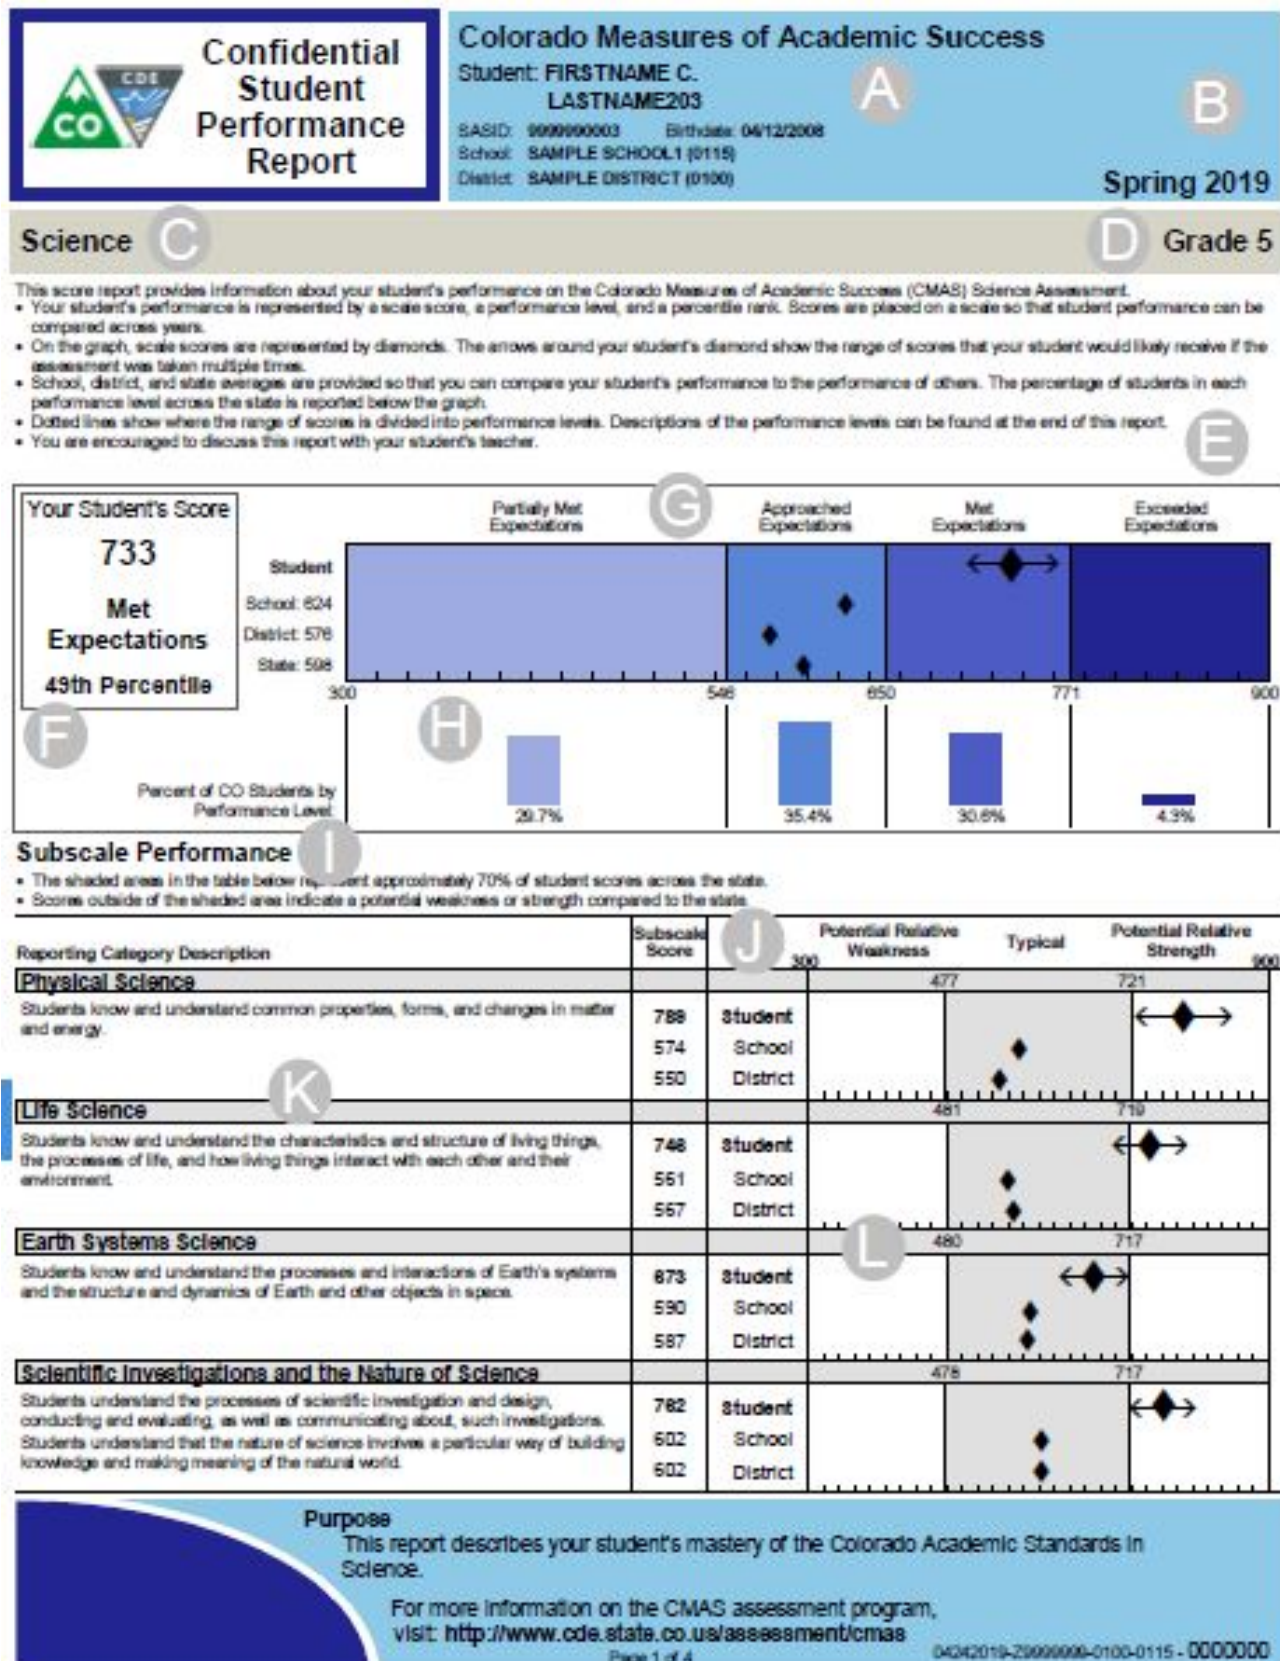 CO
CDE
Confidential
Student
Performance
Report
Colorado Measures of Academic Success
Student: FIRSTNAME C.
LASTNAME203
A
B
SASID: 9999990003 Birthdate: 04/12/2008
School: SAMPLE SCHOOL1 (0115)
District: SAMPLE DISTRICT (0100)
Spring 2019
Science C D Grade 5
This score report provides information about your student's performance on the Colorado Measures of Academic Success (CMAS) Science Assessment.
• Your student's performance is represented by a scale score, a performance level, and a percentile rank. Scores are placed on a scale so that student performance can be
compared across years.
• On the graph, scale scores are represented by diamonds. The arrows around your student's diamond show the range of scores that your student would likely receive if the
assessment was taken multiple times.
• School, district, and state averages are provided so that you can compare your student's performance to the performance of others. The percentage of students in each
performance level across the state is reported below the graph.
• Dotted lines show where the range of scores is divided into performance levels. Descriptions of the performance levels can be found at the end of this report.
• You are encouraged to discuss this report with your student's teacher.
E
Your Student's Score
733
Met
Expectations
49th Percentile
F
G
Partially Met
Expectations
Approached
Expectations
Met
Expectations
Exceeded
Expectations
Student
School: 624
District: 576
State: 598
300 546 650 771 900
H
Percent of CO Students by
Performance Level:
29.7% 35.4% 30.6% 4.3%
Subscale Performance I
• The shaded areas in the table below approximately 70% of student scores across the state.
• Scores outside of the shaded area indicate a potential weakness or strength compared to the state.
Reporting Category Description
Subscale
Score
J
300
Potential Relative
Weakness
Typical
Potential Relative
Strength
900
Physical Science 477 721
Students know and understand common properties, forms, and changes in matter
and energy.
789 Student
574 School
550 District
K
Life Science 481 719
Students know and understand the characteristics and structure of living things,
the processes of life, and how living things interact with each other and their
environment.
746 Student
561 School
567 District
Earth Systems Science L 480 717
Students know and understand the processes and interactions of Earth's systems
and the structure and dynamics of Earth and other objects in space.
673 Student
590 School
587 District
Scientific Investigations and the Nature of Science 478 717
Students understand the processes of scientific investigation and design,
conducting and evaluating, as well as communicating about, such investigations.
Students understand that the nature of science involves a particular way of building
knowledge and making meaning of the natural world.
762 Student
602 School
602 District
Purpose
This report describes your student's mastery of the Colorado Academic Standards in
Science.
For more information on the CMAS assessment program,
visit: http://www.cde.state.co.us/assessment/cmas
Page 1 of 4
04242019-Z9999999-0100-0115 - 0000000